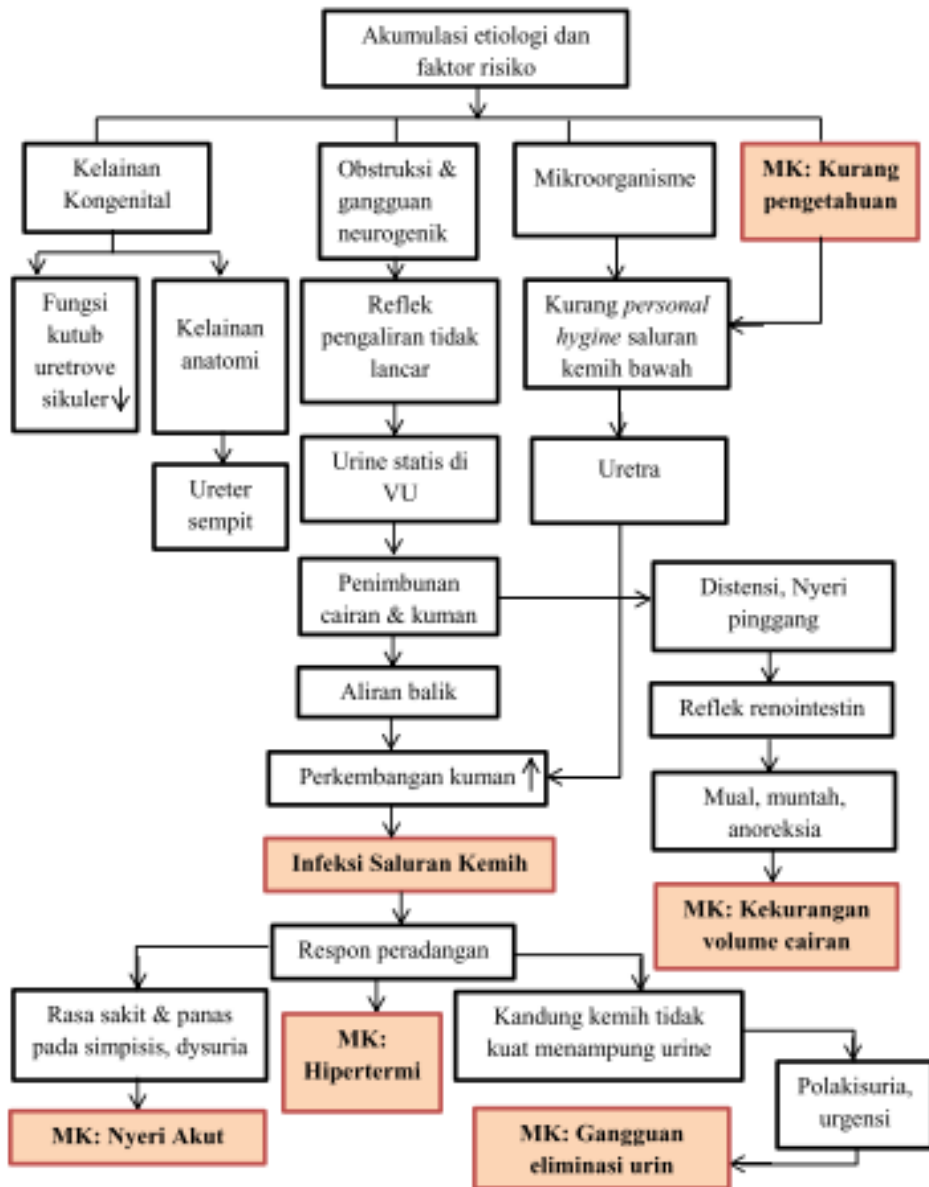 Akumulasi etiologi dan
faktor risiko
Kelainan
Kongenital
Obstruksi &
gangguan
neurogenik
Mikroorganisme
MK: Kurang
pengetahuan
Fungsi
kutub
uretrove
sikuler
Kelainan
anatomi
Reflek
pengaliran tidak
lancar
Kurang personal
hygine saluran
kemih bawah
Ureter
sempit
Urine statis di
VU
Uretra
Penimbunan
cairan & kuman
Distensi, Nyeri
pinggang
Aliran balik
Reflek renointestin
Perkembangan kuman
Mual, muntah,
anoreksia
Infeksi Saluran Kemih
MK: Kekurangan
volume cairan
Respon peradangan
Rasa sakit & panas
pada simpisis, dysuria
MK:
Hipertermi
Kandung kemih tidak
kuat menampung urine
Polakisuria,
urgensi
MK: Nyeri Akut
MK: Gangguan
eliminasi urin